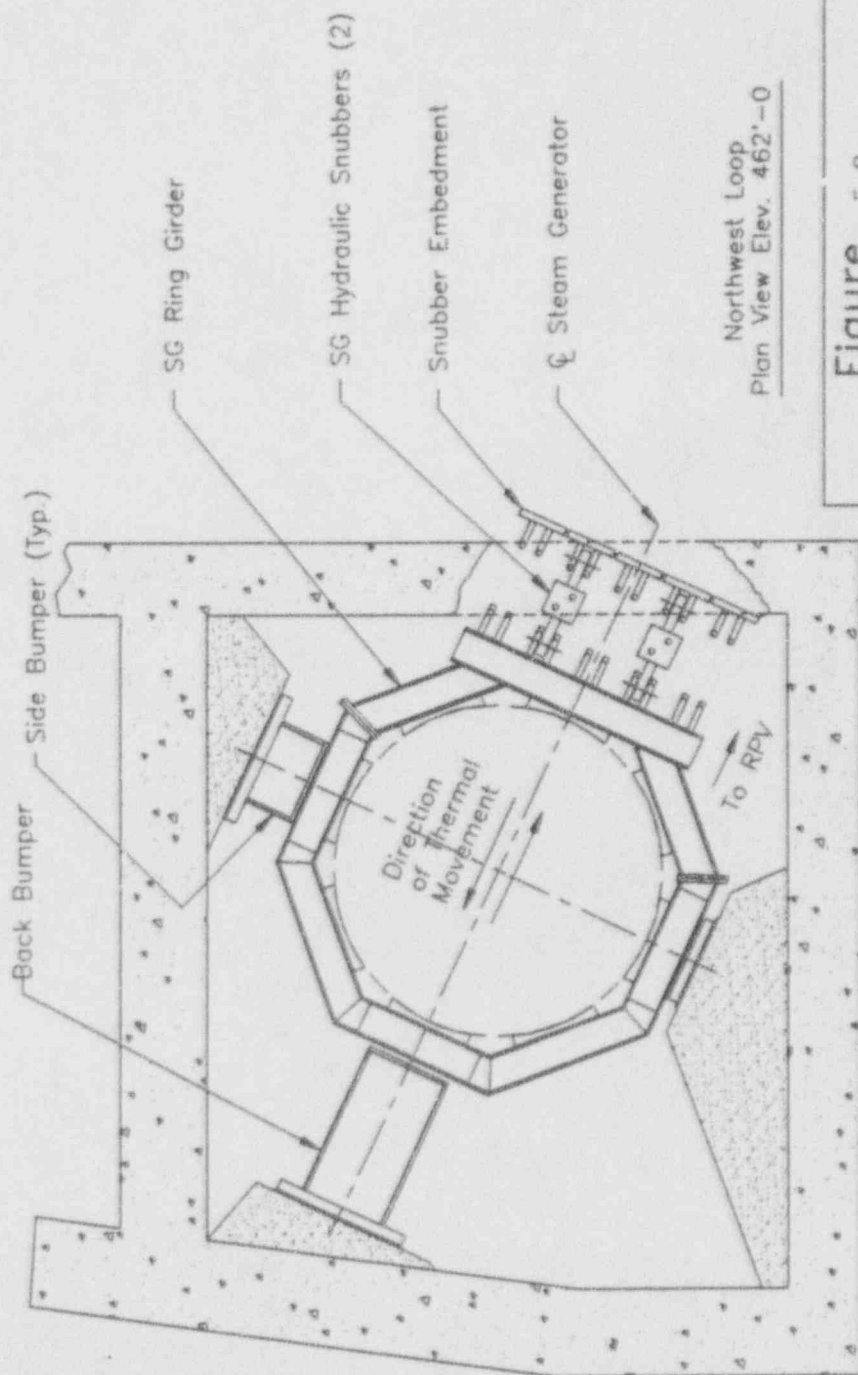 Back Bumper
Side Bumper (Typ.)
SG Ring Girder
SG Hydraulic Snubbers (2)
Snubber Embedment
℄ Steam Generator
Direction
of Thermal
Movement
To RPV
Northwest Loop
Plan View Elev. 462'-0
Figure